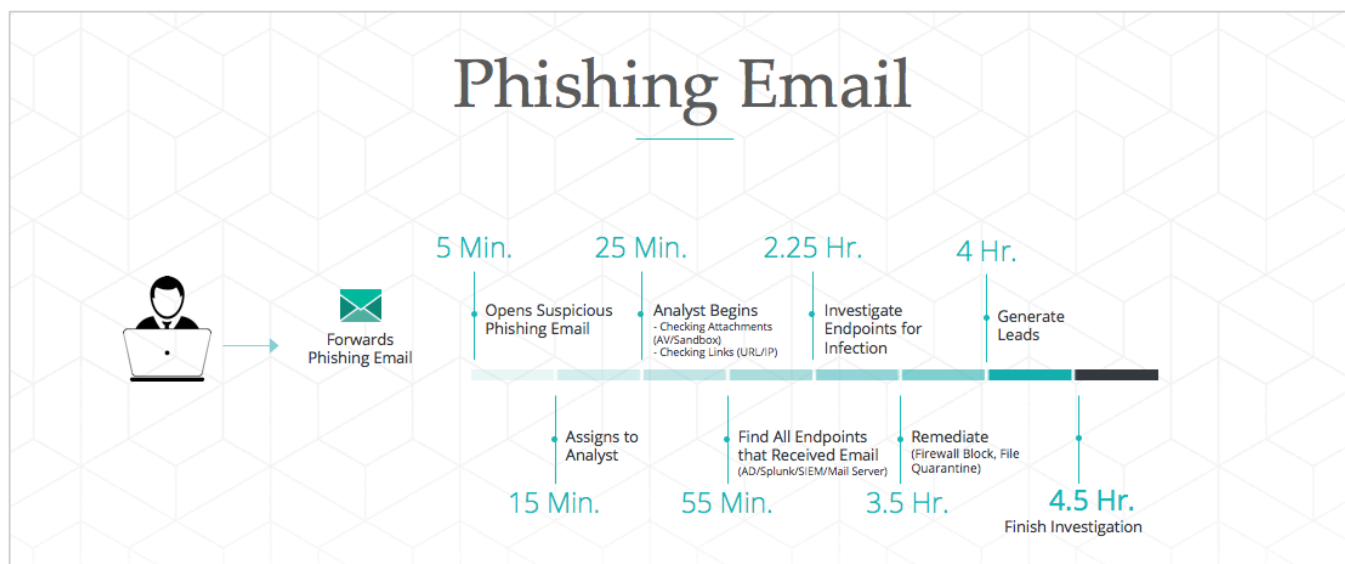 Phishing Email
5 Min.
25 Min.
2.25 Hr.
4 Hr.
Forwards
Phishing Email
Opens Suspicious
Phishing Email
Analyst Begins
- Checking Attachments
(AV/Sandbox)
- Checking Links (URL/IP)
Investigate
Endpoints for
Infection
Generate
Leads
Assigns to
Analyst
Find All Endpoints
that Received Email
(AD/Splunk/SIEM/Mail Server)
Remediate
(Firewall Block, File
Quarantine)
15 Min.
55 Min.
3.5 Hr.
4.5 Hr.
Finish Investigation